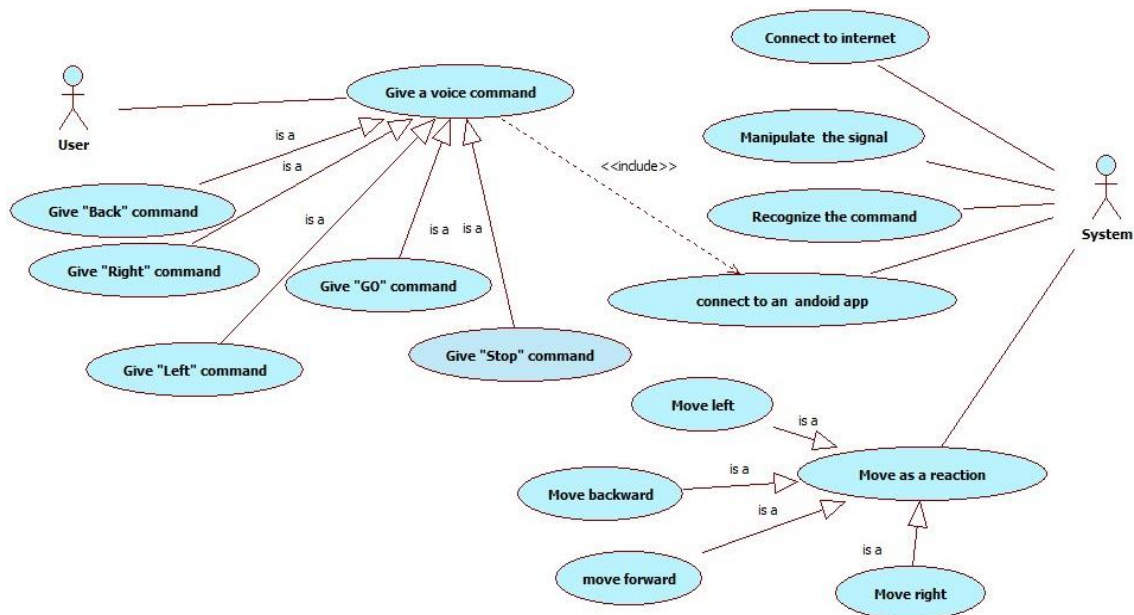 Connect to internet
Give a voice command
User
is a
Manipulate  the signal
is a
<<include>>
System
Give "Back" command
is a
Recognize the command
is a
is a
Give "Right" command
Give "GO" command
connect to an  andoid app
Give "Stop" command
Give "Left" command
Move left
is a
Move as a reaction
is a
Move backward
is a
is a
move forward
Move right